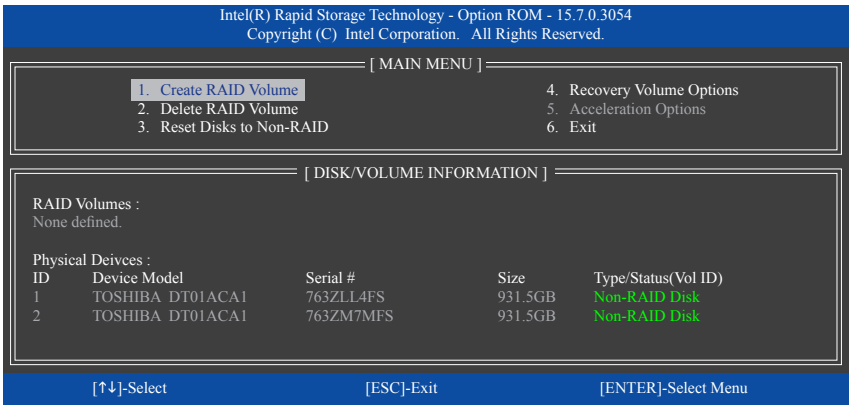 Intel(R) Rapid Storage Technology - Option ROM - 15.7.0.3054
Copyright (C) Intel Corporation. All Rights Reserved.
[ MAIN MENU ]
1. Create RAID Volume
2. Delete RAID Volume
3. Reset Disks to Non-RAID
4. Recovery Volume Options
5. Acceleration Options
6. Exit
[ DISK/VOLUME INFORMATION ]
RAID Volumes :
None defined.
Physical Deivces :
ID Device Model Serial # Size Type/Status(Vol ID)
1 TOSHIBA DT01ACA1 763ZLL4FS 931.5GB Non-RAID Disk
2 TOSHIBA DT01ACA1 763ZM7MFS 931.5GB Non-RAID Disk
[↑↓]-Select [ESC]-Exit [ENTER]-Select Menu